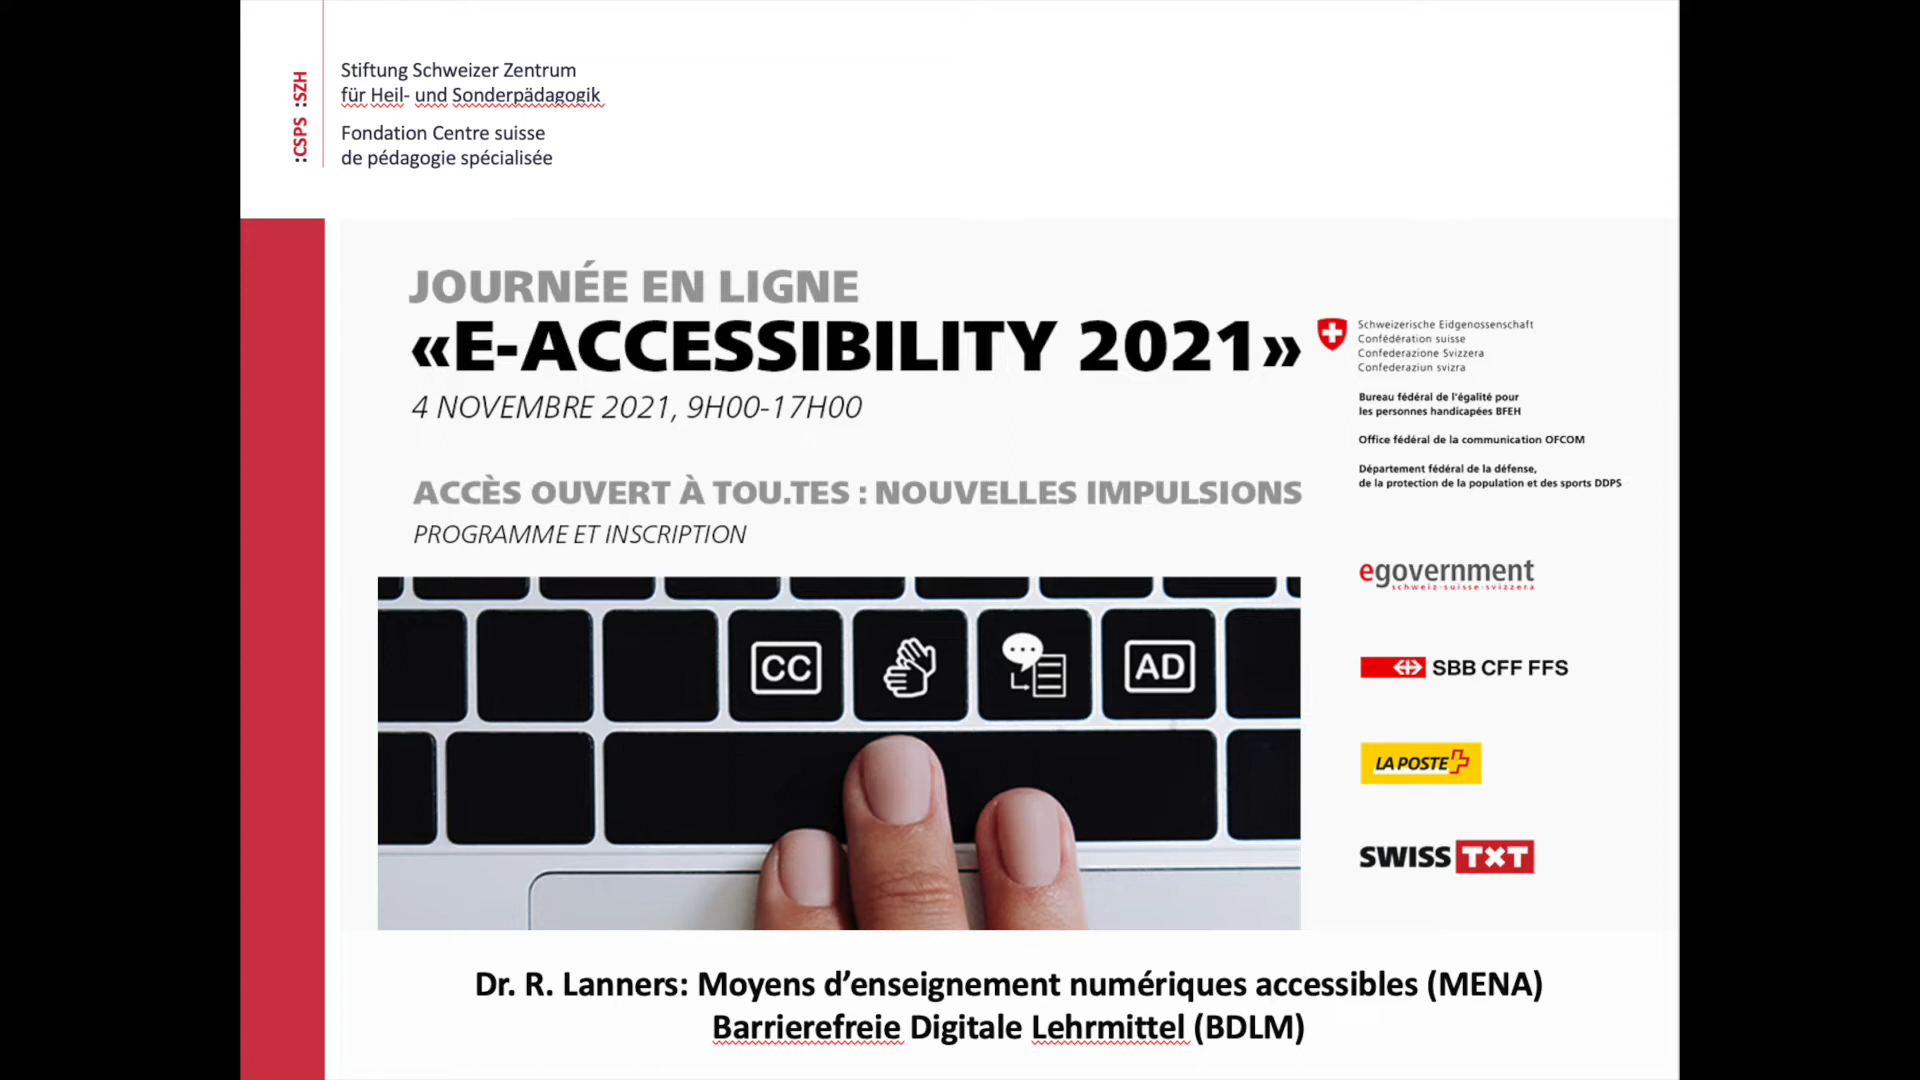 :CSPS :SZH
Stiftung Schweizer Zentrum
für Heil- und Sonderpädagogik
Fondation Centre suisse
de pédagogie spécialisée
JOURNÉE EN LIGNE
«E-ACCESSIBILITY 2021»
4 NOVEMBRE 2021, 9H00-17H00
ACCÈS OUVERT À TOU.TES : NOUVELLES IMPULSIONS
PROGRAMME ET INSCRIPTION
Schweizerische Eidgenossenschaft
Confédération suisse
Confederazione Svizzera
Confederaziun svizra
Bureau fédéral de l'égalité pour
les personnes handicapées BFEH
Office fédéral de la communication OFCOM
Département fédéral de la défense,
de la protection de la population et des sports DDPS
egovernment
schweiz·suisse·svizzera
SBB CFF FFS
LA POSTE
SWISS TXT
CC
AD
Dr. R. Lanners: Moyens d’enseignement numériques accessibles (MENA)
Barrierefreie Digitale Lehrmittel (BDLM)